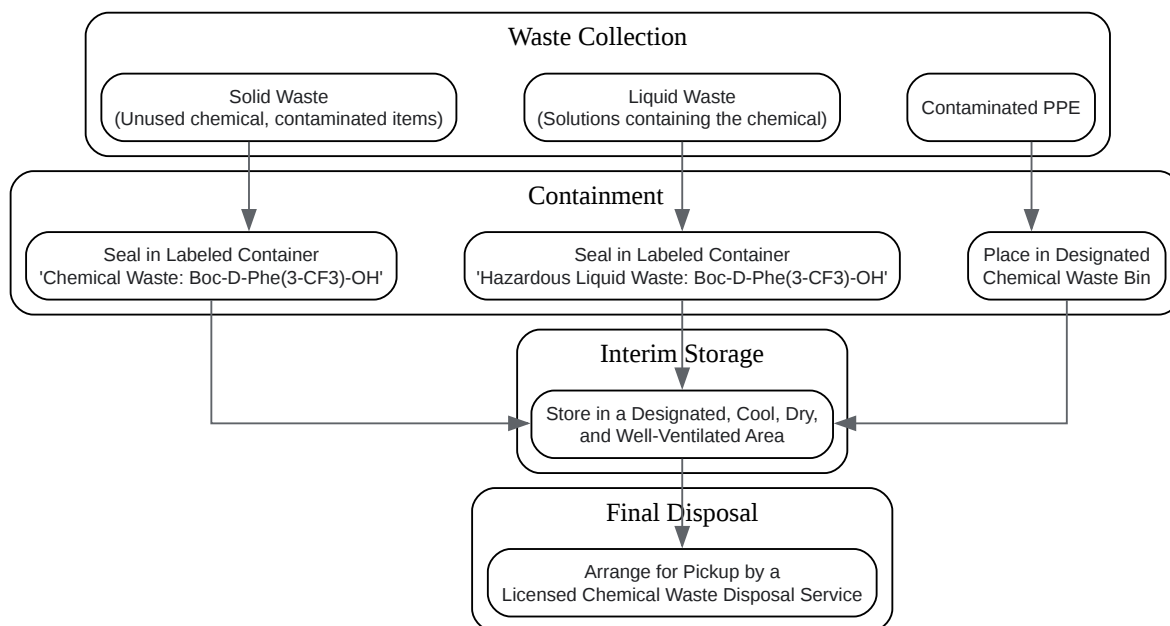 Waste Collection
Solid Waste
(Unused chemical, contaminated items)
Liquid Waste
(Solutions containing the chemical)
Contaminated PPE
Containment
Seal in Labeled Container
'Chemical Waste: Boc-D-Phe(3-CF3)-OH'
Seal in Labeled Container
'Hazardous Liquid Waste: Boc-D-Phe(3-CF3)-OH'
Place in Designated
Chemical Waste Bin
Interim Storage
Store in a Designated, Cool, Dry,
and Well-Ventilated Area
Final Disposal
Arrange for Pickup by a
Licensed Chemical Waste Disposal Service